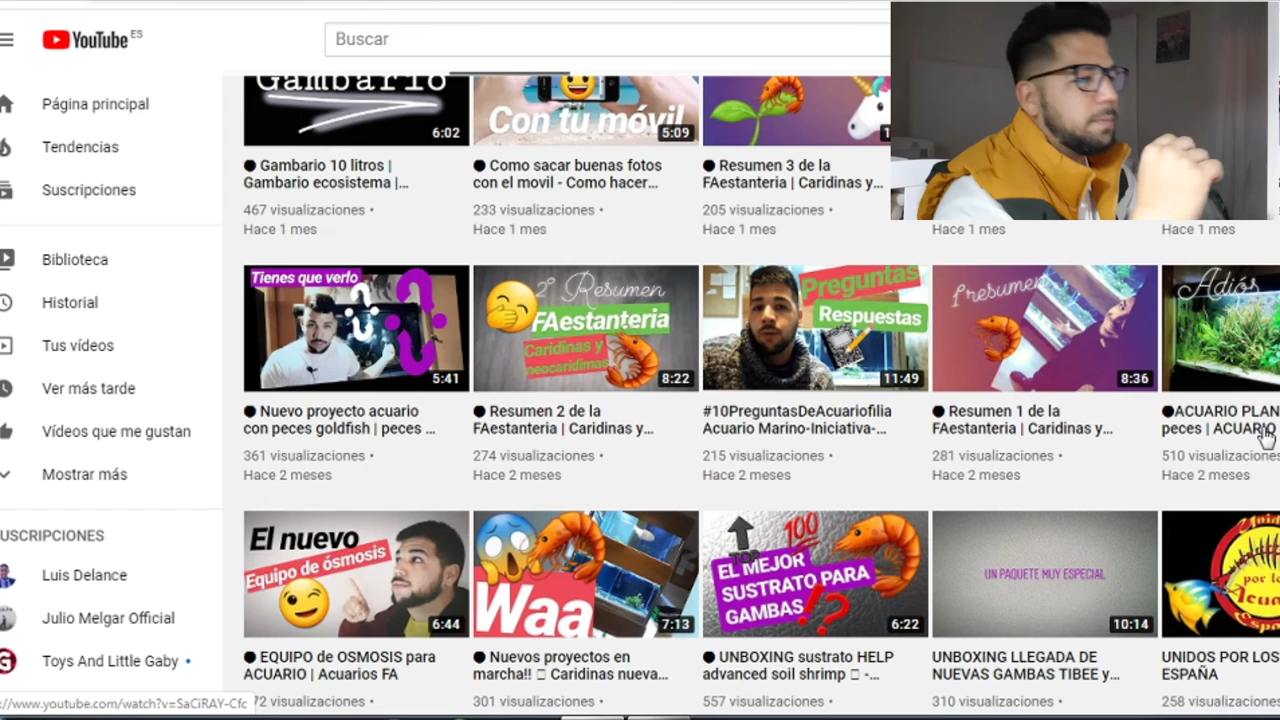 YouTube ES
Buscar
Página principal
Tendencias
Suscripciones
Biblioteca
Historial
Tus vídeos
Ver más tarde
Vídeos que me gustan
Mostrar más
USCRIPCIONES
Luis Delance
Julio Melgar Official
Toys And Little Gaby
Gambario
6:02
Con tu móvil
5:09
1
● Gambario 10 litros |
Gambario ecosistema |...
467 visualizaciones •
Hace 1 mes
● Como sacar buenas fotos
con el movil - Como hacer...
233 visualizaciones •
Hace 1 mes
● Resumen 3 de la
FAestanteria | Caridinas y...
205 visualizaciones •
Hace 1 mes
Hace 1 mes
Hace 1 mes
Tienes que verlo
5:41
2º Resumen
FAestanteria
Caridinas y
neocaridinas
8:22
Preguntas
Respuestas
11:49
1 resumen
8:36
Adiós
● Nuevo proyecto acuario
con peces goldfish | peces ...
361 visualizaciones •
Hace 2 meses
● Resumen 2 de la
FAestanteria | Caridinas y...
274 visualizaciones •
Hace 2 meses
#10PreguntasDeAcuariofilia
Acuario Marino-Iniciativa-...
215 visualizaciones •
Hace 2 meses
● Resumen 1 de la
FAestanteria | Caridinas y...
281 visualizaciones •
Hace 2 meses
●ACUARIO PLAN
peces | ACUARIO
510 visualizaciones
Hace 2 meses
El nuevo
Equipo de ósmosis
6:44
Waa
7:13
TOP
100
EL MEJOR
SUSTRATO PARA
GAMBAS
6:22
UN PAQUETE MUY ESPECIAL
10:14
Unid
por l
Acua
Esp
● EQUIPO de OSMOSIS para
ACUARIO | Acuarios FA
72 visualizaciones •
● Nuevos proyectos en
marcha!! Caridinas nueva...
301 visualizaciones •
● UNBOXING sustrato HELP
advanced soil shrimp -...
557 visualizaciones •
UNBOXING LLEGADA DE
NUEVAS GAMBAS TIBEE y...
310 visualizaciones •
UNIDOS POR LOS
ESPAÑA
258 visualizaciones
://www.youtube.com/watch?v=SaCiRAY-Cfc